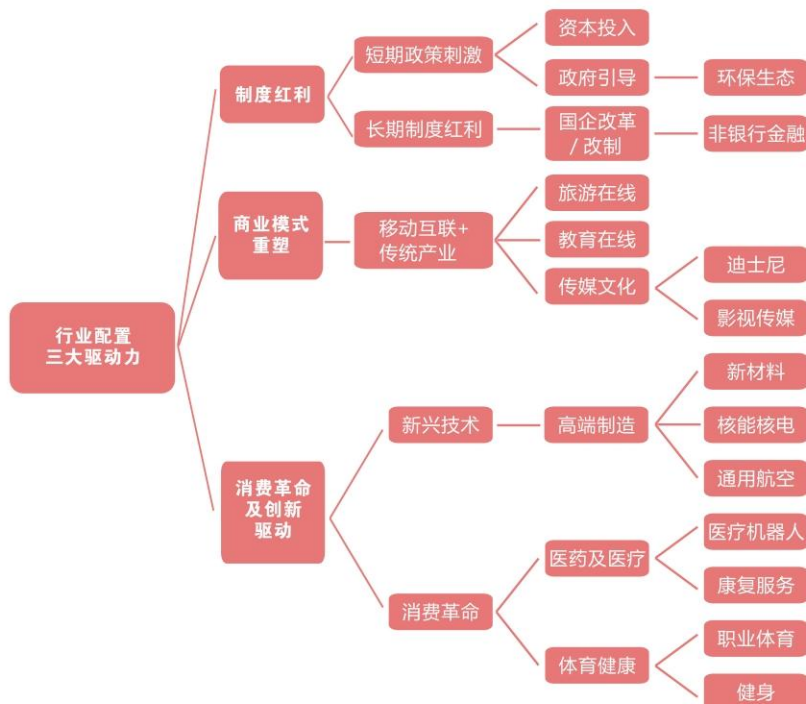 行业配置
三大驱动力
制度红利
短期政策刺激
资本投入
政府引导
环保生态
长期制度红利
国企改革
/ 改制
非银行金融
商业模式
重塑
移动互联+
传统产业
旅游在线
教育在线
传媒文化
迪士尼
影视传媒
消费革命
及创新
驱动
新兴技术
高端制造
新材料
核能核电
通用航空
消费革命
医药及医疗
医疗机器人
康复服务
体育健康
职业体育
健身